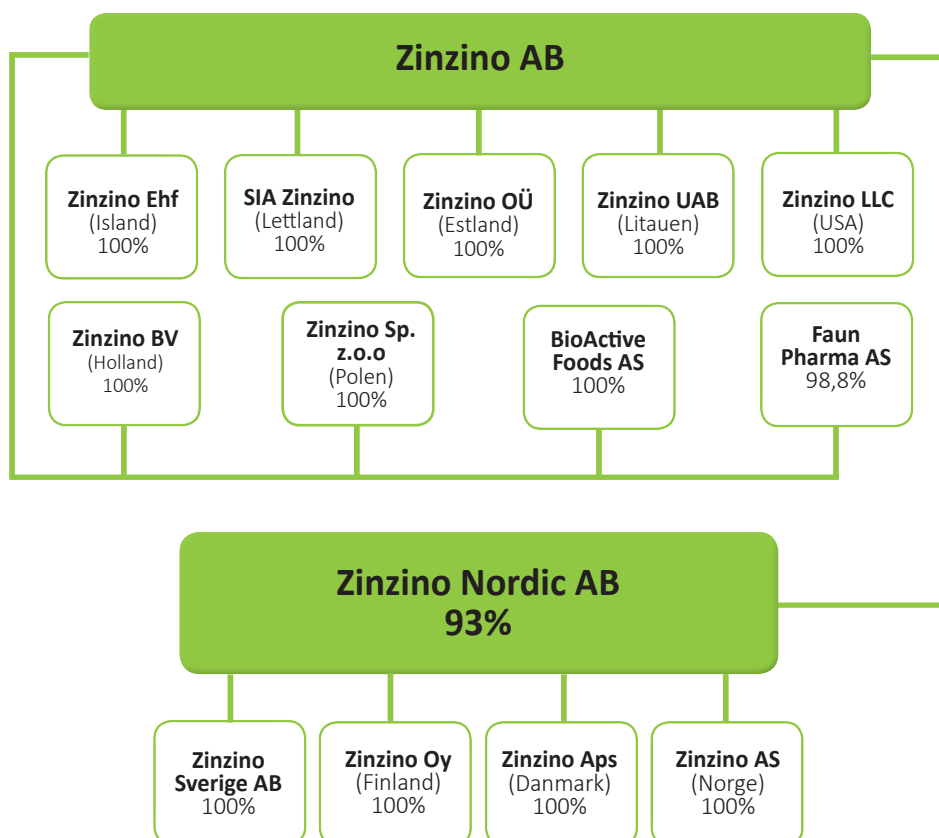 Zinzino AB
Zinzino Ehf
(Island)
100%
SIA Zinzino
(Lettland)
100%
Zinzino OÜ
(Estland)
100%
Zinzino UAB
(Litauen)
100%
Zinzino LLC
(USA)
100%
Zinzino BV
(Holland)
100%
Zinzino Sp.
z.o.o
(Polen)
100%
BioActive
Foods AS
100%
Faun
Pharma AS
98,8%
Zinzino Nordic AB
93%
Zinzino
Sverige AB
100%
Zinzino Oy
(Finland)
100%
Zinzino Aps
(Danmark)
100%
Zinzino AS
(Norge)
100%